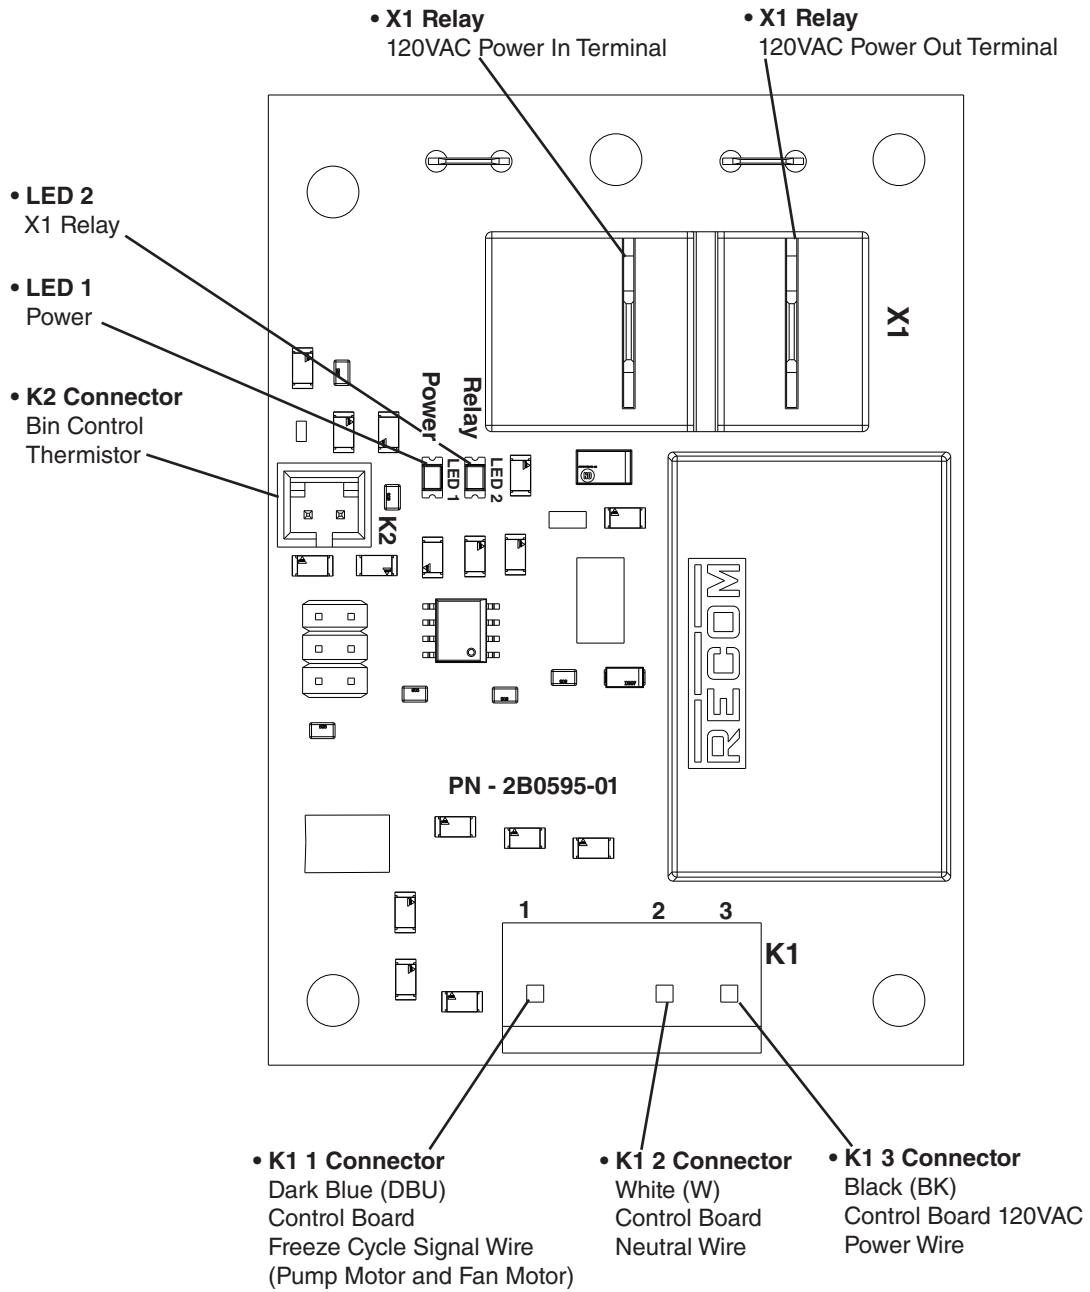 • X1 Relay
120VAC Power In Terminal
• X1 Relay
120VAC Power Out Terminal
• LED 2
X1 Relay
• LED 1
Power
• K2 Connector
Bin Control
Thermistor
X1
Power
Relay
LED 1
LED 2
K2
RECOM
PN - 2B0595-01
1 2 3
K1
• K1 1 Connector
Dark Blue (DBU)
Control Board
Freeze Cycle Signal Wire
(Pump Motor and Fan Motor)
• K1 2 Connector
White (W)
Control Board
Neutral Wire
• K1 3 Connector
Black (BK)
Control Board 120VAC
Power Wire